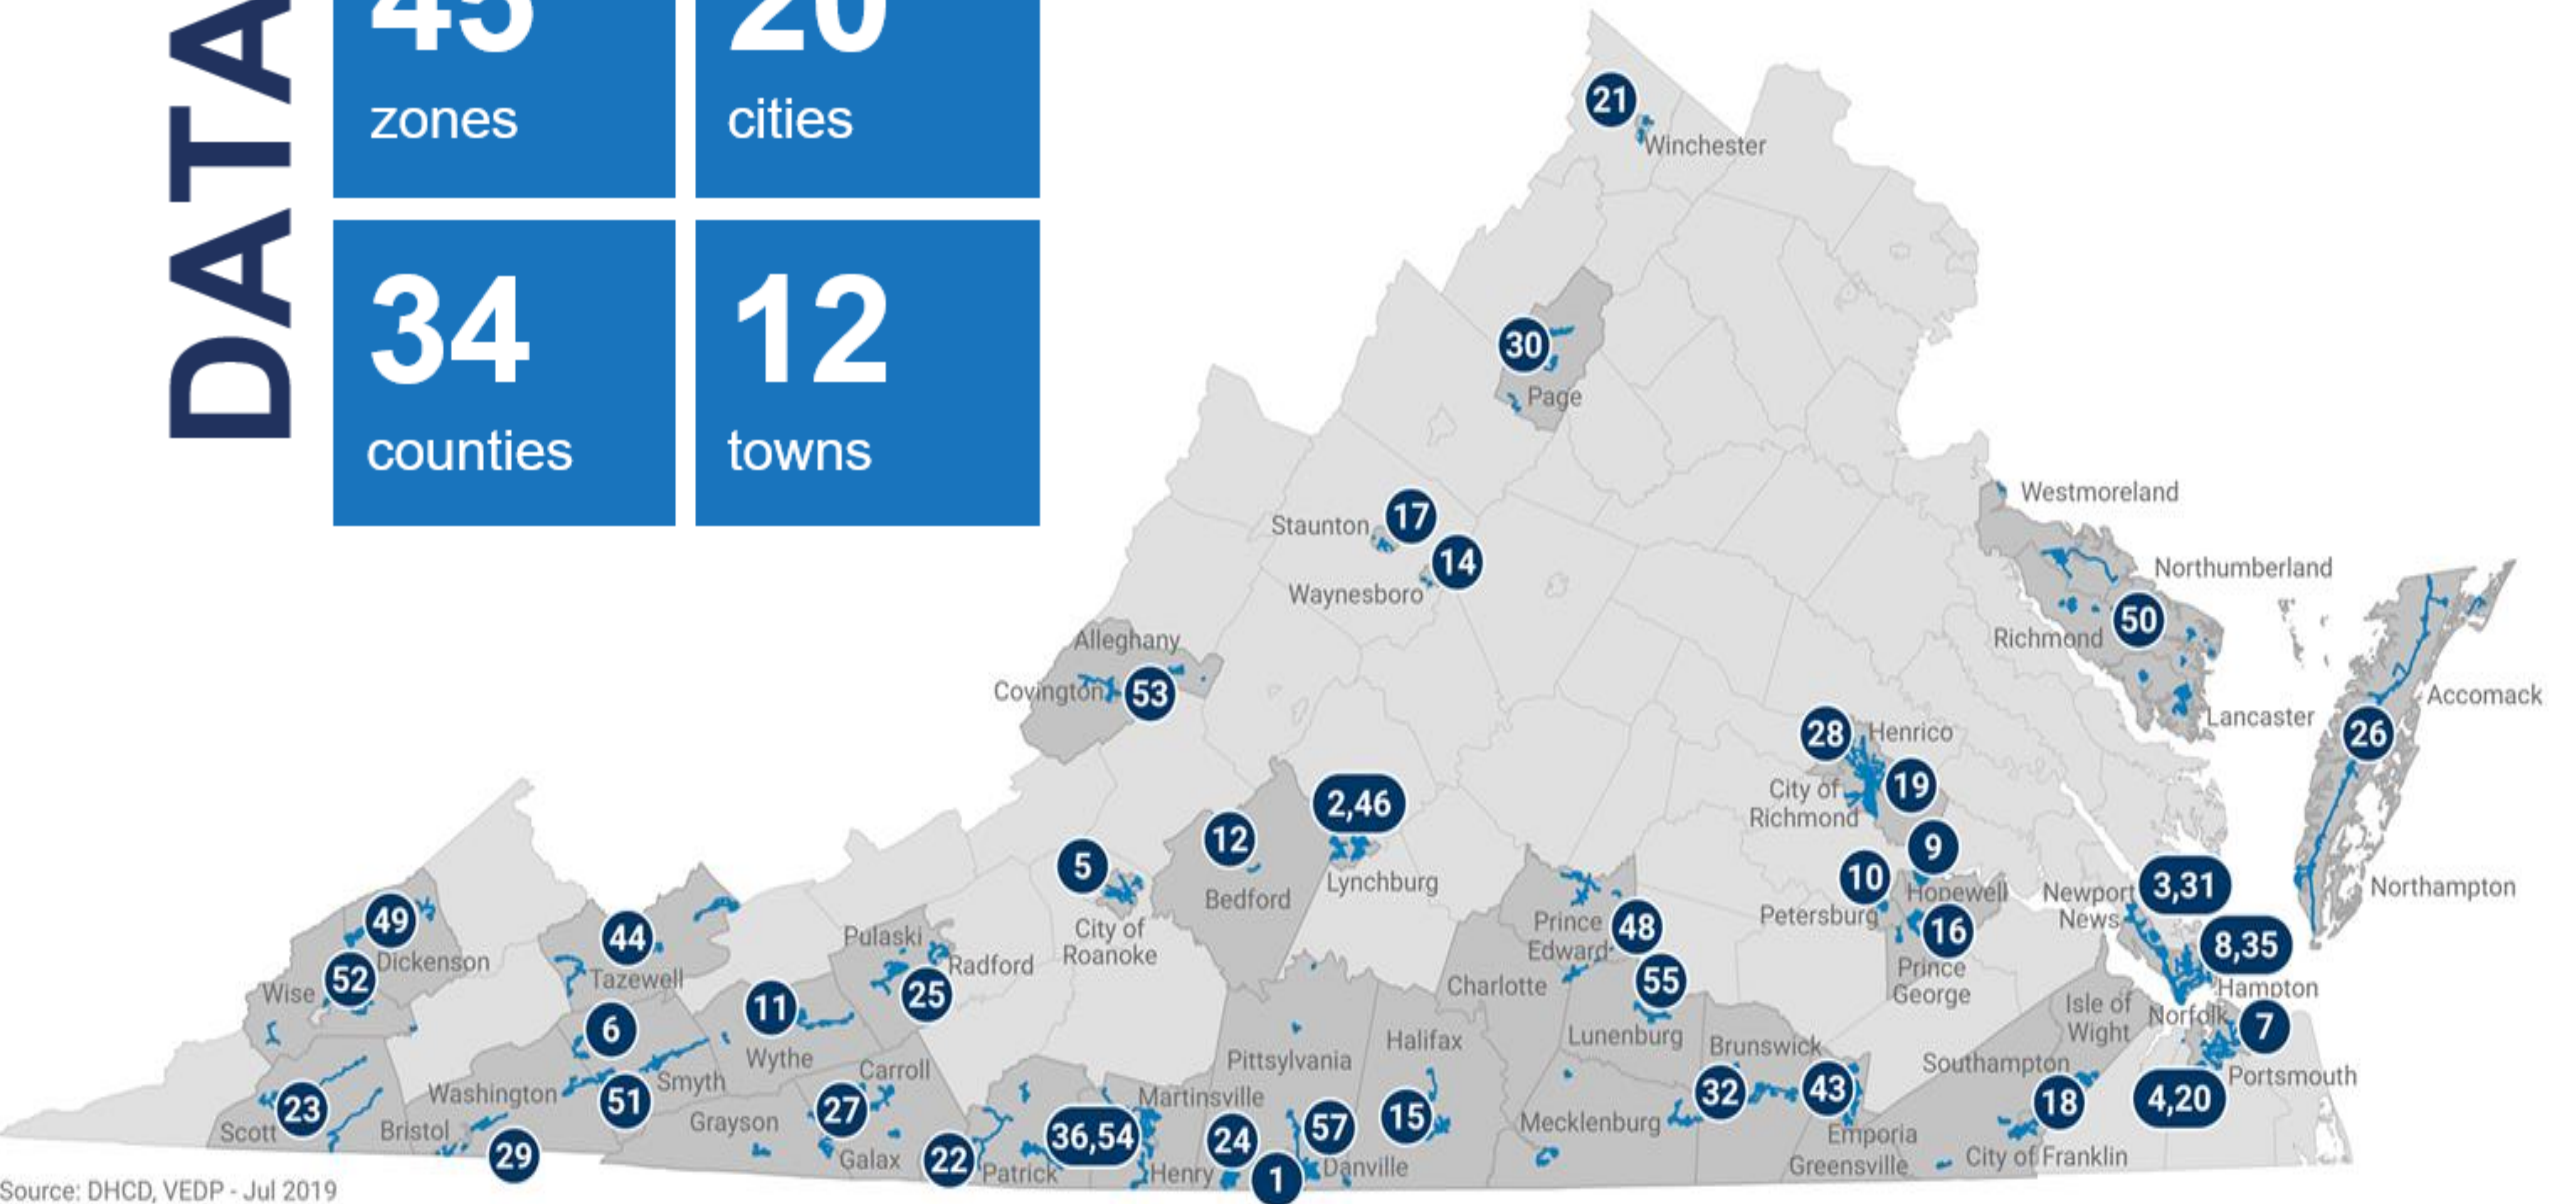 DATA
45
zones
20
cities
34
counties
12
towns
21
Winchester
30
Page
Westmoreland
17
Staunton
14
Northumberland
Waynesboro
50
Richmond
Alleghany
53
Covington
Accomack
Lancaster
28
Henrico
26
19
City of
Richmond
2,46
12
9
5
Lynchburg
10
Hopewell
Newport
News
3,31
Northampton
Bedford
Petersburg
49
44
Pulaski
City of
Roanoke
Prince
Edward
48
16
8,35
Dickenson
Radford
52
Tazewell
25
Charlotte
55
Prince
George
Hampton
Wise
11
Isle of
Wight
Norfolk
7
6
Wythe
Halifax
Lunenburg
Brunswick
Pittsylvania
Carroll
Southampton
Smyth
Washington
51
32
43
18
4,20
Portsmouth
23
27
Martinsville
Scott
Bristol
Grayson
36,54
24
57
15
Mecklenburg
Emporia
29
Galax
22
Patrick
Henry
1
Danville
Greensville
City of Franklin
Source: DHCD, VEDP - Jul 2019